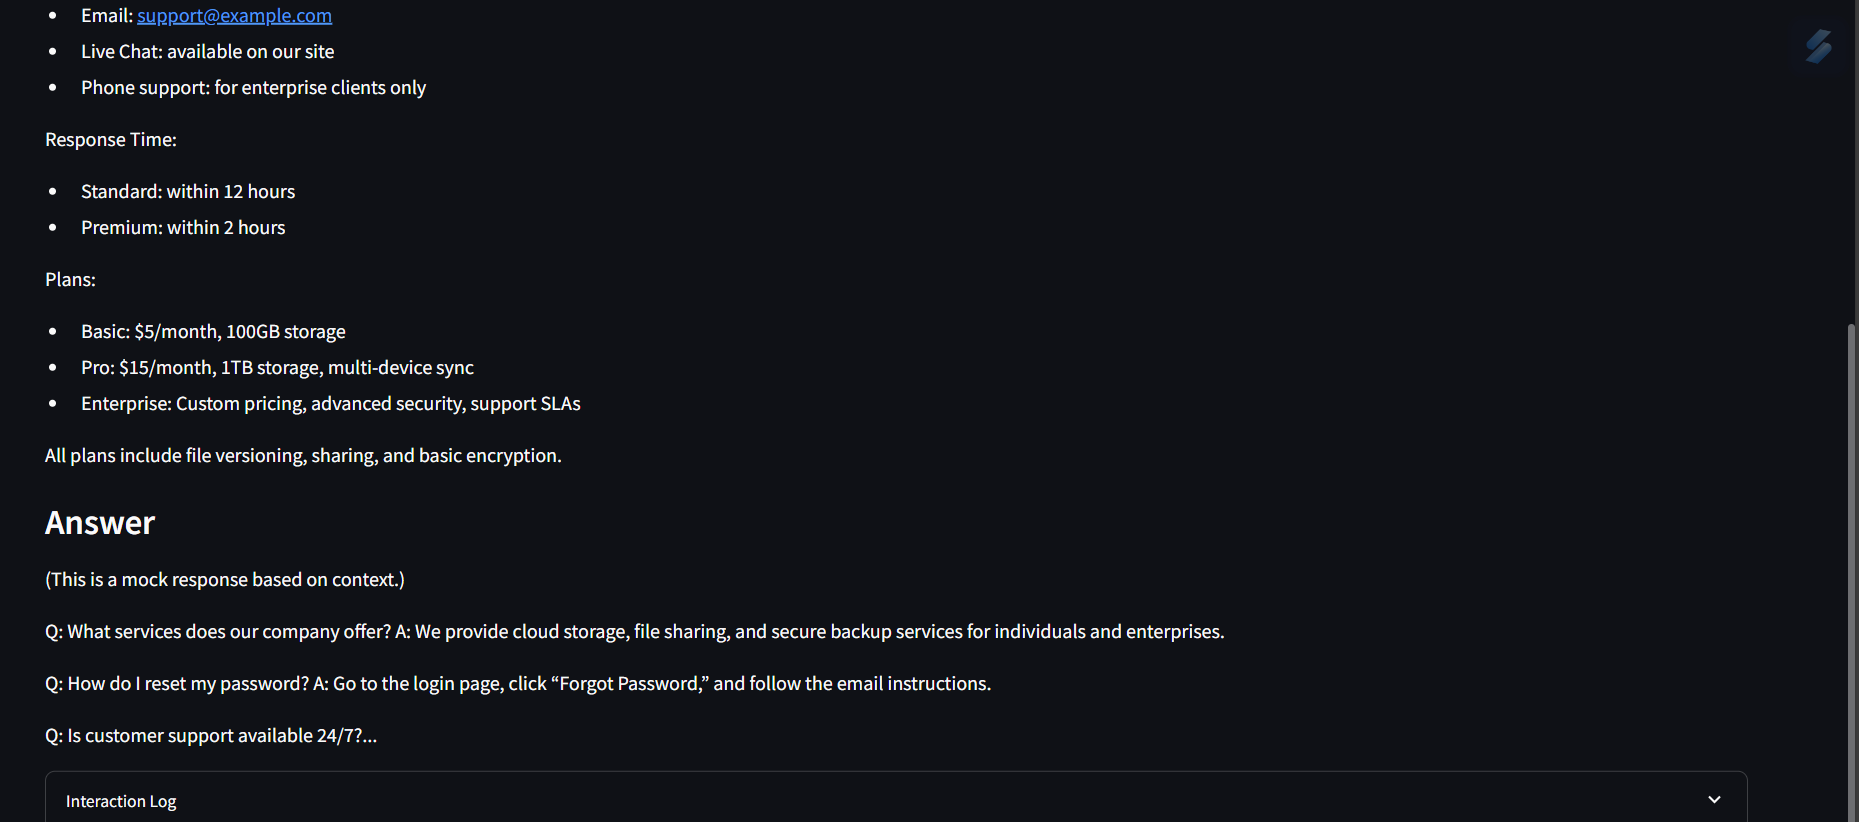 Email: support@example.com
Live Chat: available on our site
Phone support: for enterprise clients only
Response Time:
Standard: within 12 hours
Premium: within 2 hours
Plans:
Basic: $5/month, 100GB storage
Pro: $15/month, 1TB storage, multi-device sync
Enterprise: Custom pricing, advanced security, support SLAs
All plans include file versioning, sharing, and basic encryption.
Answer
(This is a mock response based on context.)
Q: What services does our company offer? A: We provide cloud storage, file sharing, and secure backup services for individuals and enterprises.
Q: How do I reset my password? A: Go to the login page, click “Forgot Password,” and follow the email instructions.
Q: Is customer support available 24/7?...
Interaction Log